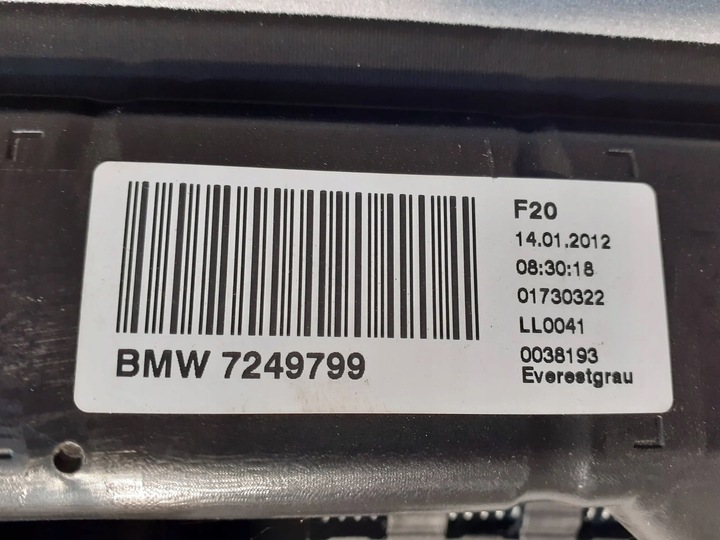 BMW 7249799
F20
14.01.2012
08:30:18
01730322
LL0041
0038193
Everestgrau